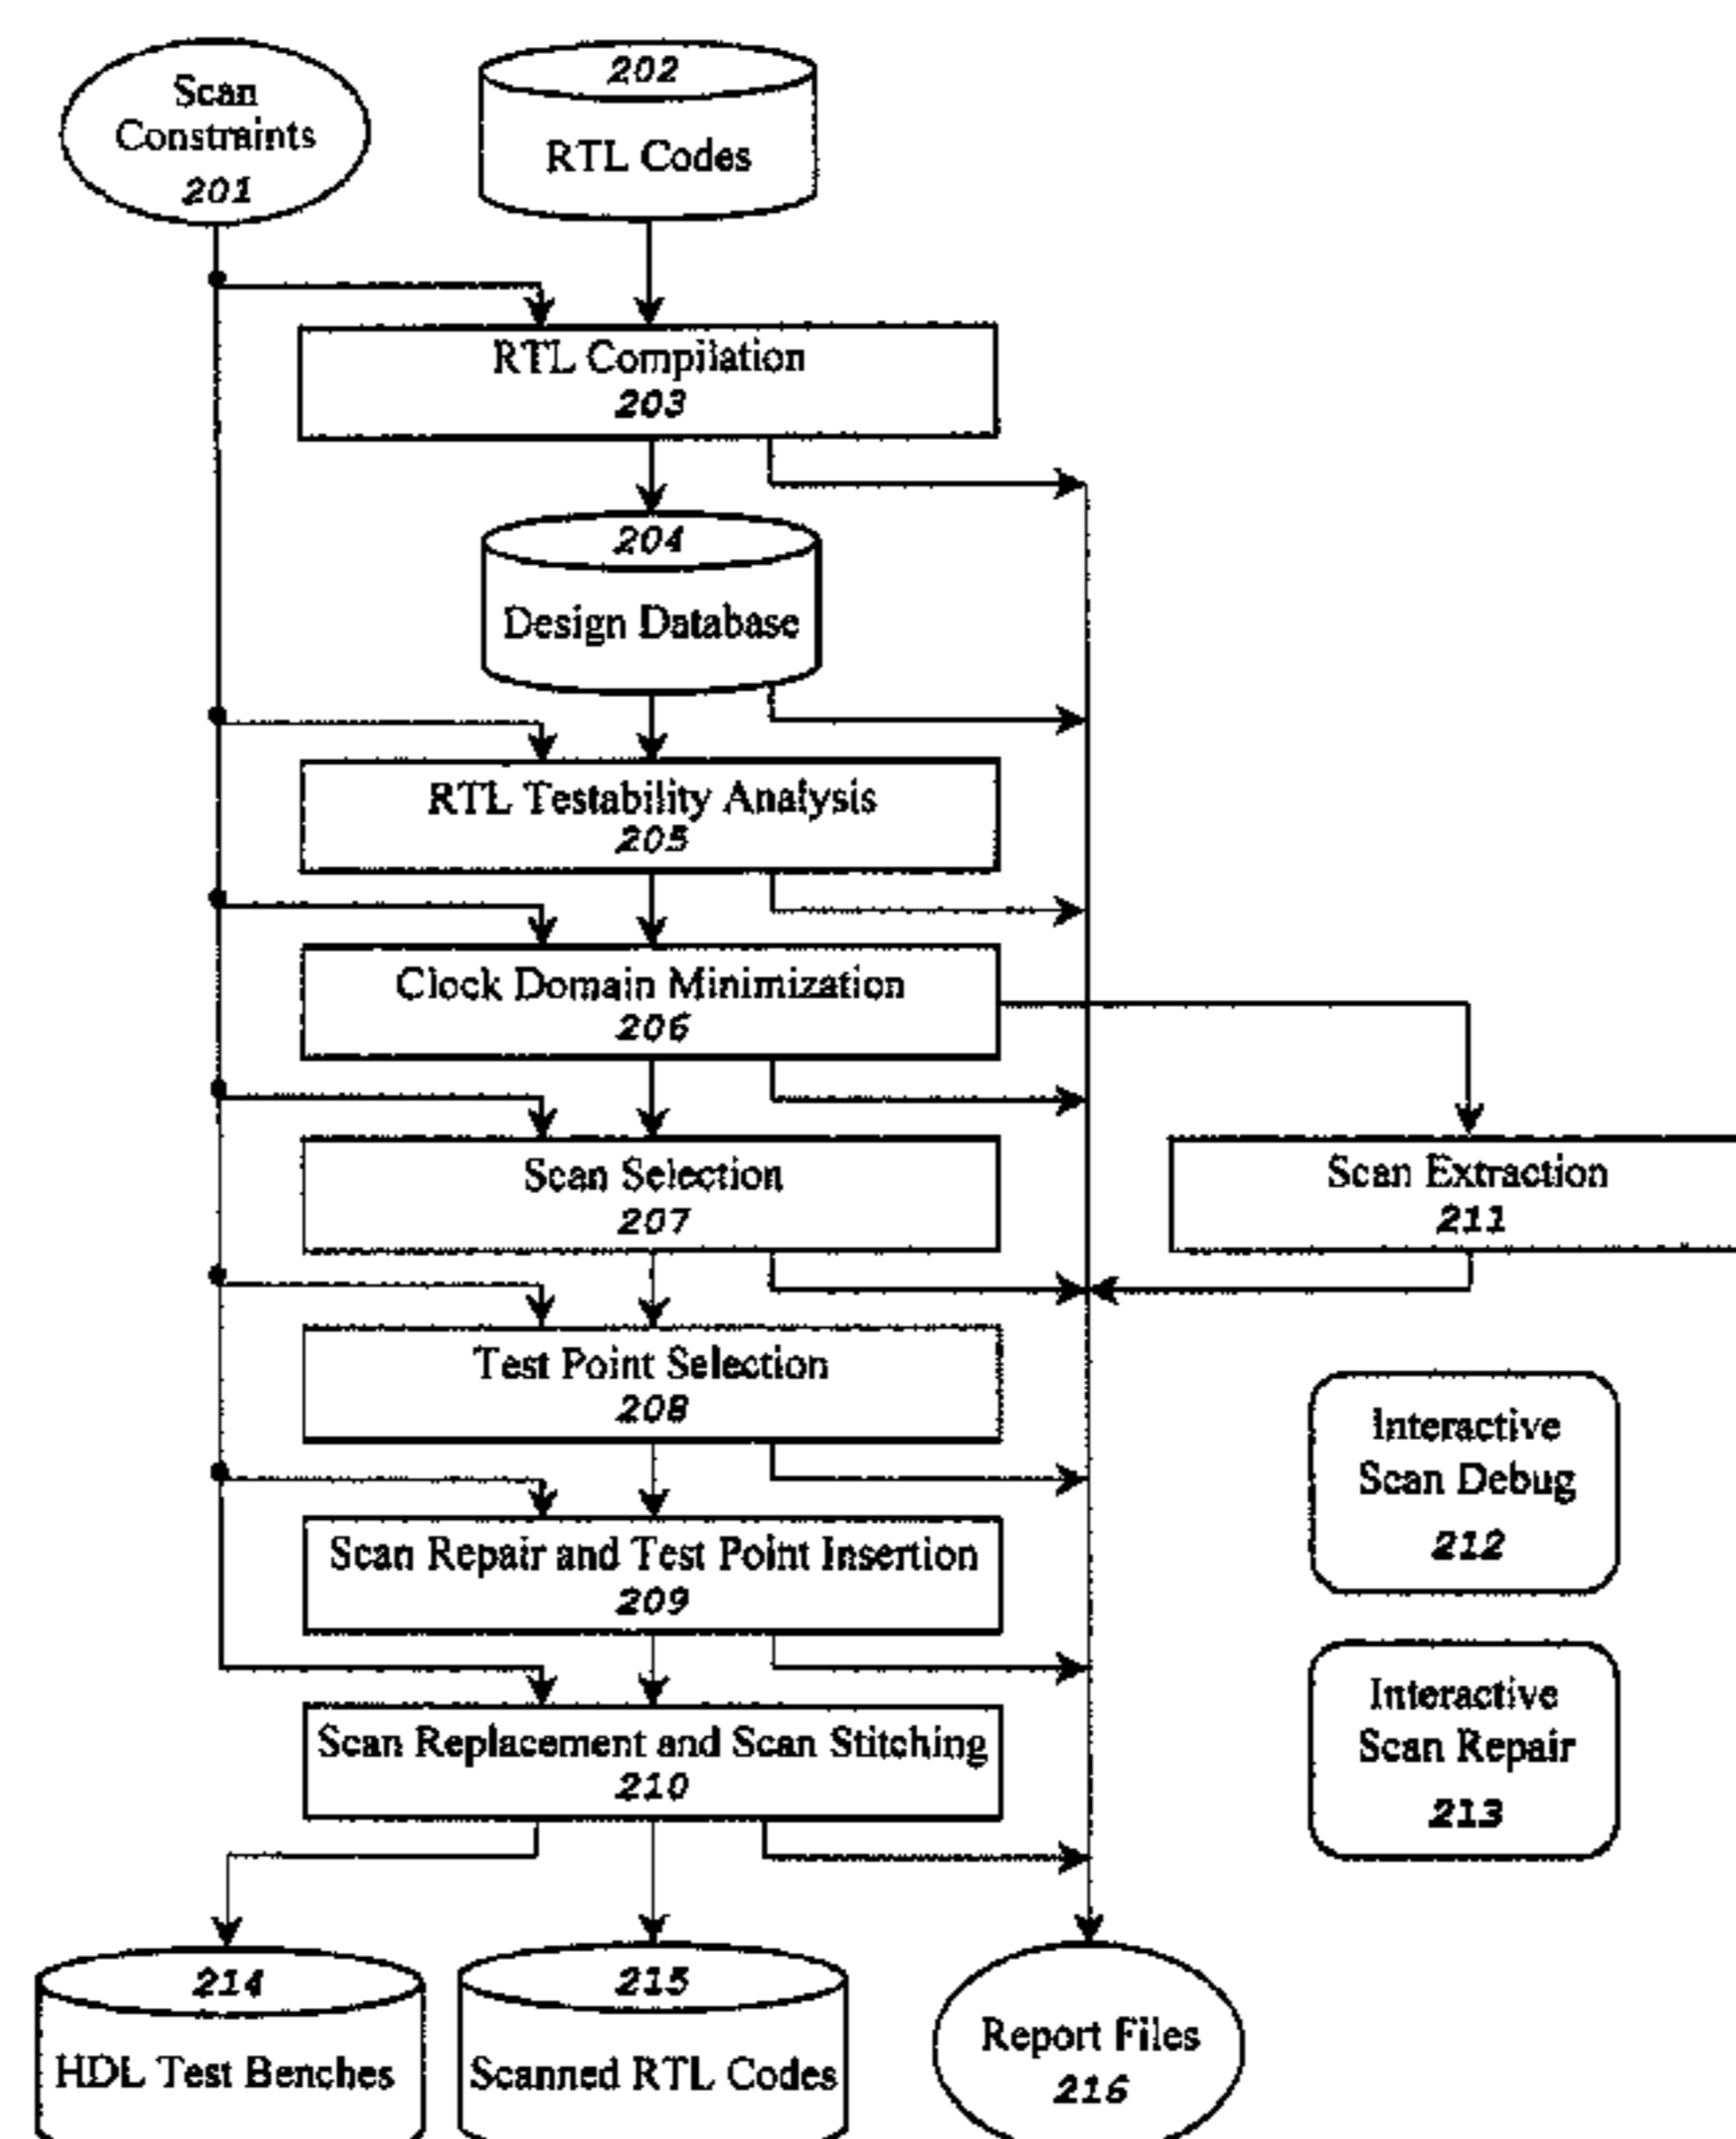 Scan
Constraints
201
202
RTL Codes
RTL Compilation
203
204
Design Database
RTL Testability Analysis
205
Clock Domain Minimization
206
Scan Selection
207
Scan Extraction
211
Test Point Selection
208
Interactive
Scan Debug
212
Scan Repair and Test Point Insertion
209
Interactive
Scan Repair
213
Scan Replacement and Scan Stitching
210
214
HDL Test Benches
215
Scanned RTL Codes
Report Files
216